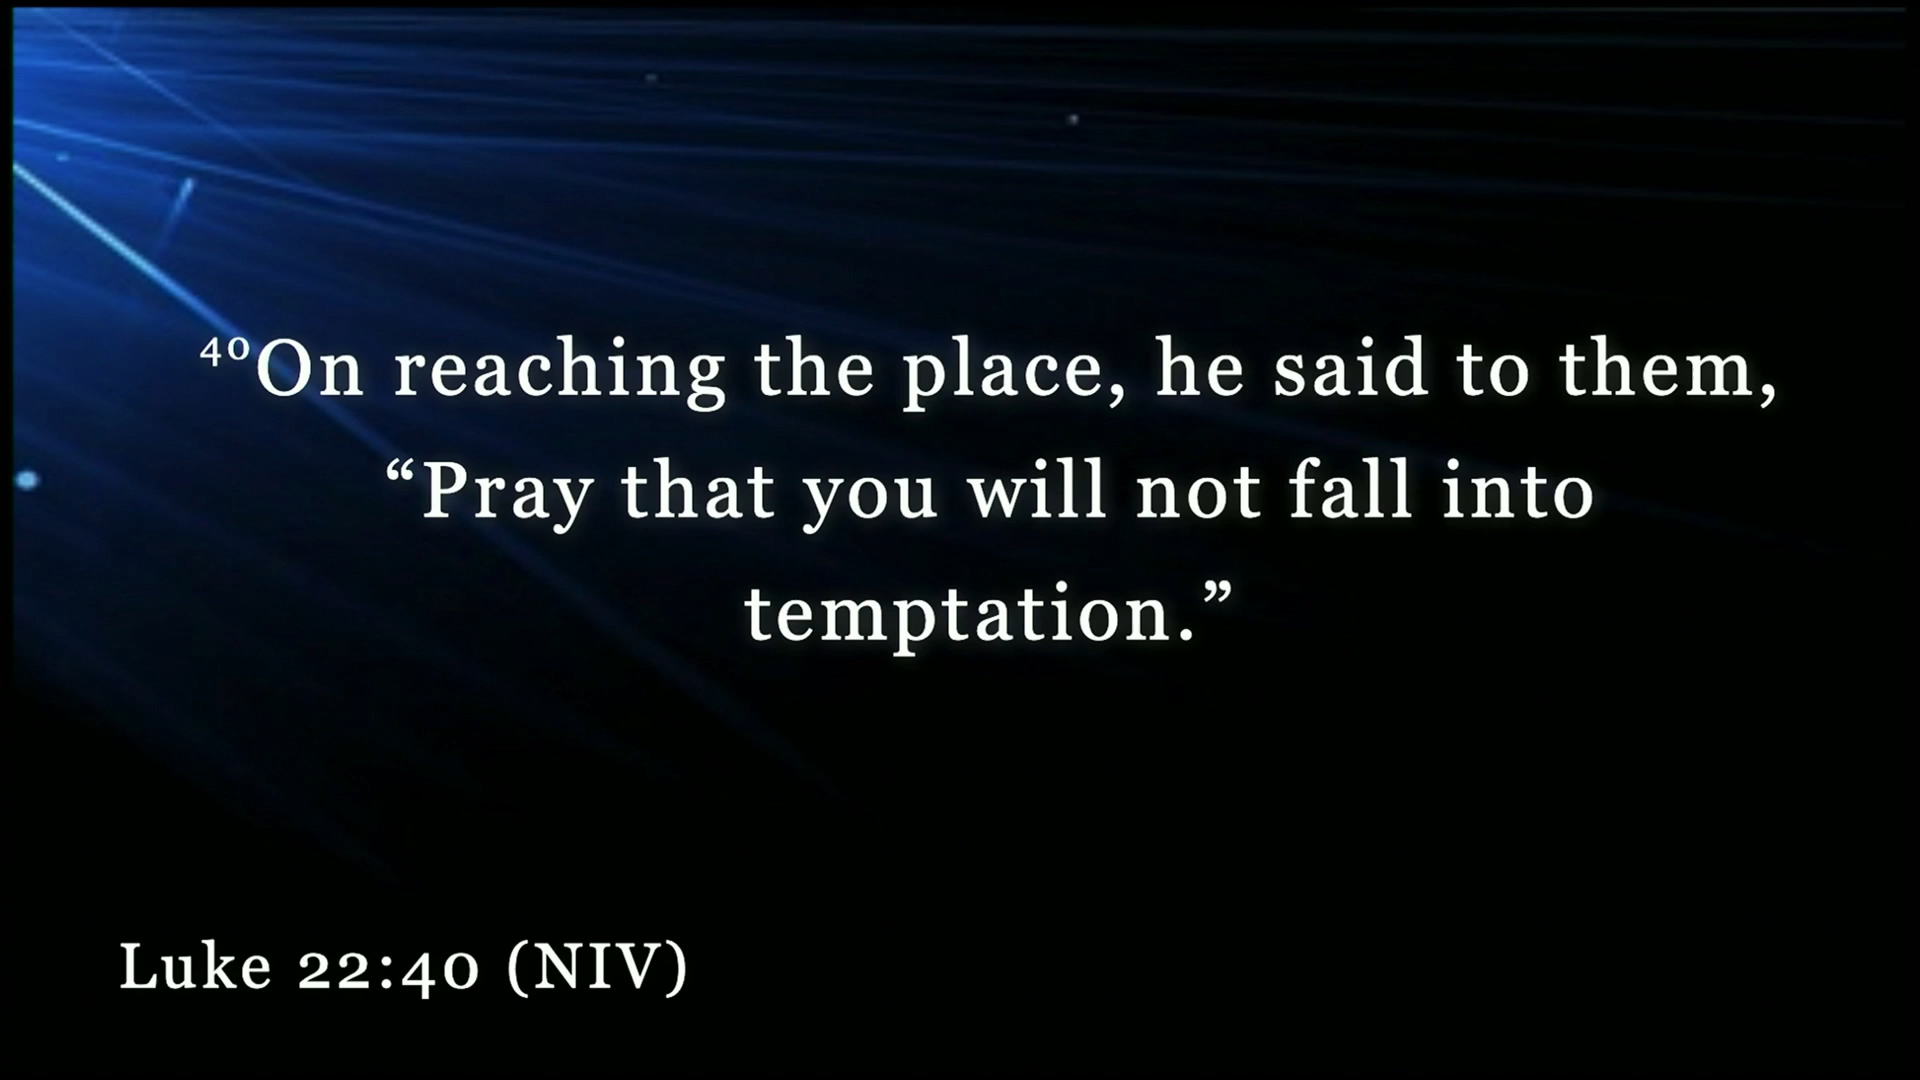 ⁴⁰On reaching the place, he said to them,
“Pray that you will not fall into
temptation.”
Luke 22:40 (NIV)